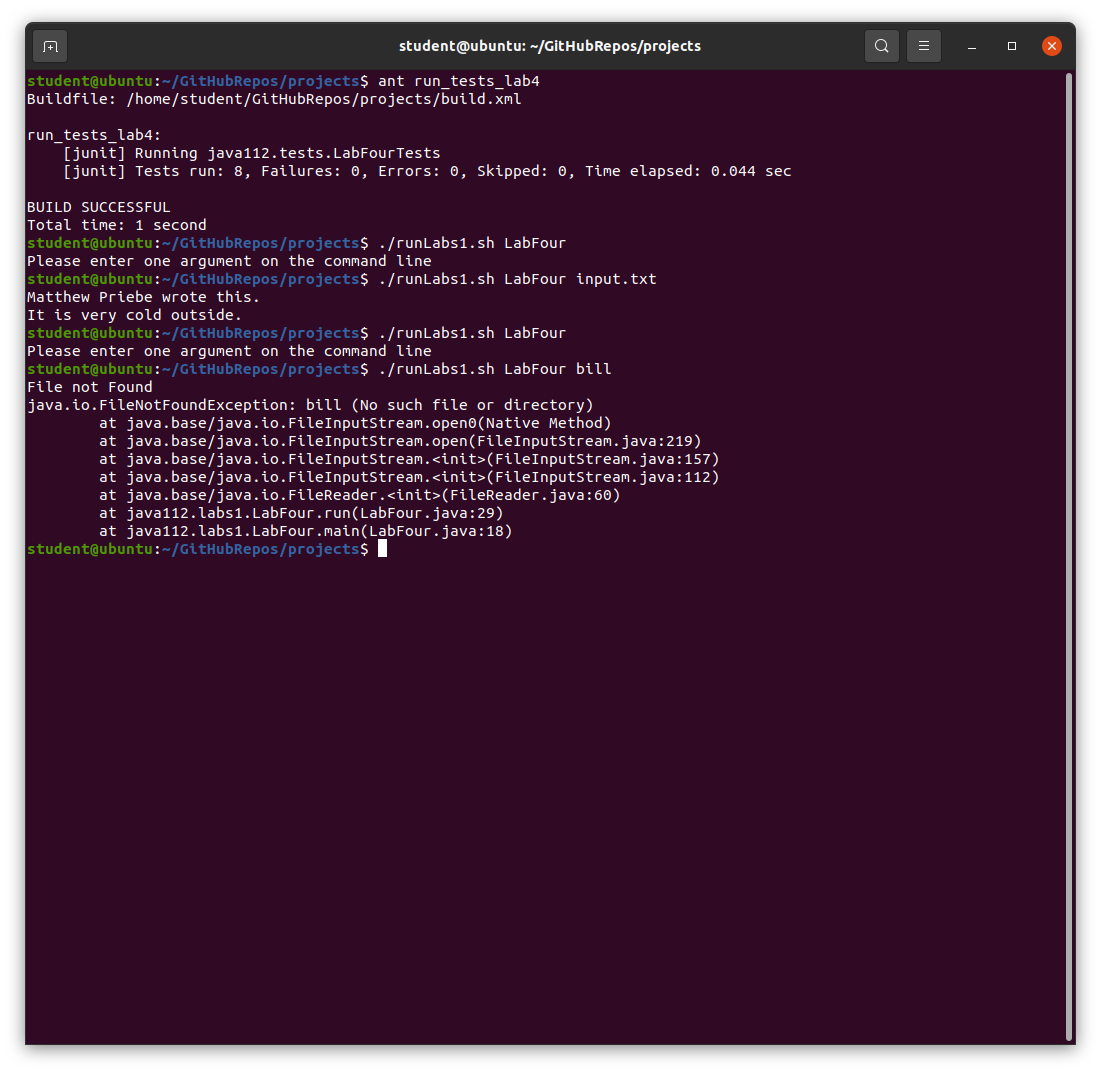 student@ubuntu: ~/GitHubRepos/projects
student@ubuntu:~/GitHubRepos/projects$ ant run_tests_lab4
Buildfile: /home/student/GitHubRepos/projects/build.xml
run_tests_lab4:
[junit] Running java112.tests.LabFourTests
[junit] Tests run: 8, Failures: 0, Errors: 0, Skipped: 0, Time elapsed: 0.044 sec
BUILD SUCCESSFUL
Total time: 1 second
student@ubuntu:~/GitHubRepos/projects$ ./runLabs1.sh LabFour
Please enter one argument on the command line
student@ubuntu:~/GitHubRepos/projects$ ./runLabs1.sh LabFour input.txt
Matthew Priebe wrote this.
It is very cold outside.
student@ubuntu:~/GitHubRepos/projects$ ./runLabs1.sh LabFour
Please enter one argument on the command line
student@ubuntu:~/GitHubRepos/projects$ ./runLabs1.sh LabFour bill
File not Found
java.io.FileNotFoundException: bill (No such file or directory)
at java.base/java.io.FileInputStream.open0(Native Method)
at java.base/java.io.FileInputStream.open(FileInputStream.java:219)
at java.base/java.io.FileInputStream.<init>(FileInputStream.java:157)
at java.base/java.io.FileInputStream.<init>(FileInputStream.java:112)
at java.base/java.io.FileReader.<init>(FileReader.java:60)
at java112.labs1.LabFour.run(LabFour.java:29)
at java112.labs1.LabFour.main(LabFour.java:18)
student@ubuntu:~/GitHubRepos/projects$